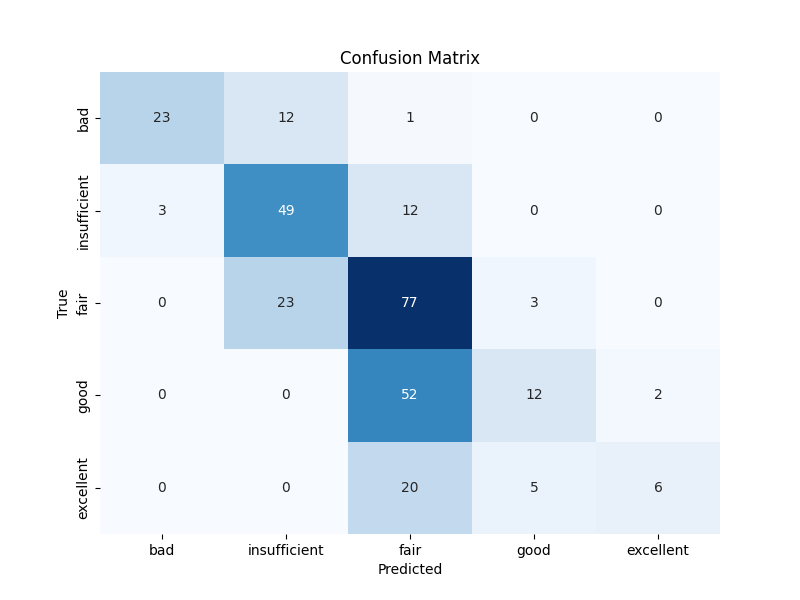 Confusion Matrix
True
bad 23 12 1 0 0
insufficient 3 49 12 0 0
fair 0 23 77 3 0
good 0 0 52 12 2
excellent 0 0 20 5 6
bad insufficient fair good excellent
Predicted